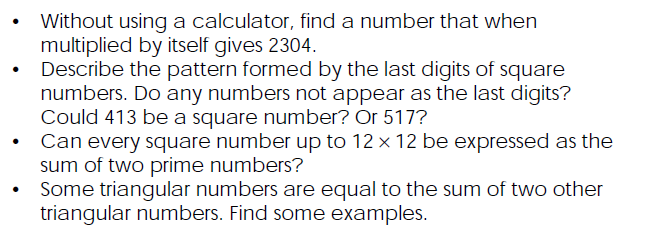 • Without using a calculator, find a number that when
multiplied by itself gives 2304.
• Describe the pattern formed by the last digits of square
numbers. Do any numbers not appear as the last digits?
Could 413 be a square number? Or 517?
• Can every square number up to 12 × 12 be expressed as the
sum of two prime numbers?
• Some triangular numbers are equal to the sum of two other
triangular numbers. Find some examples.